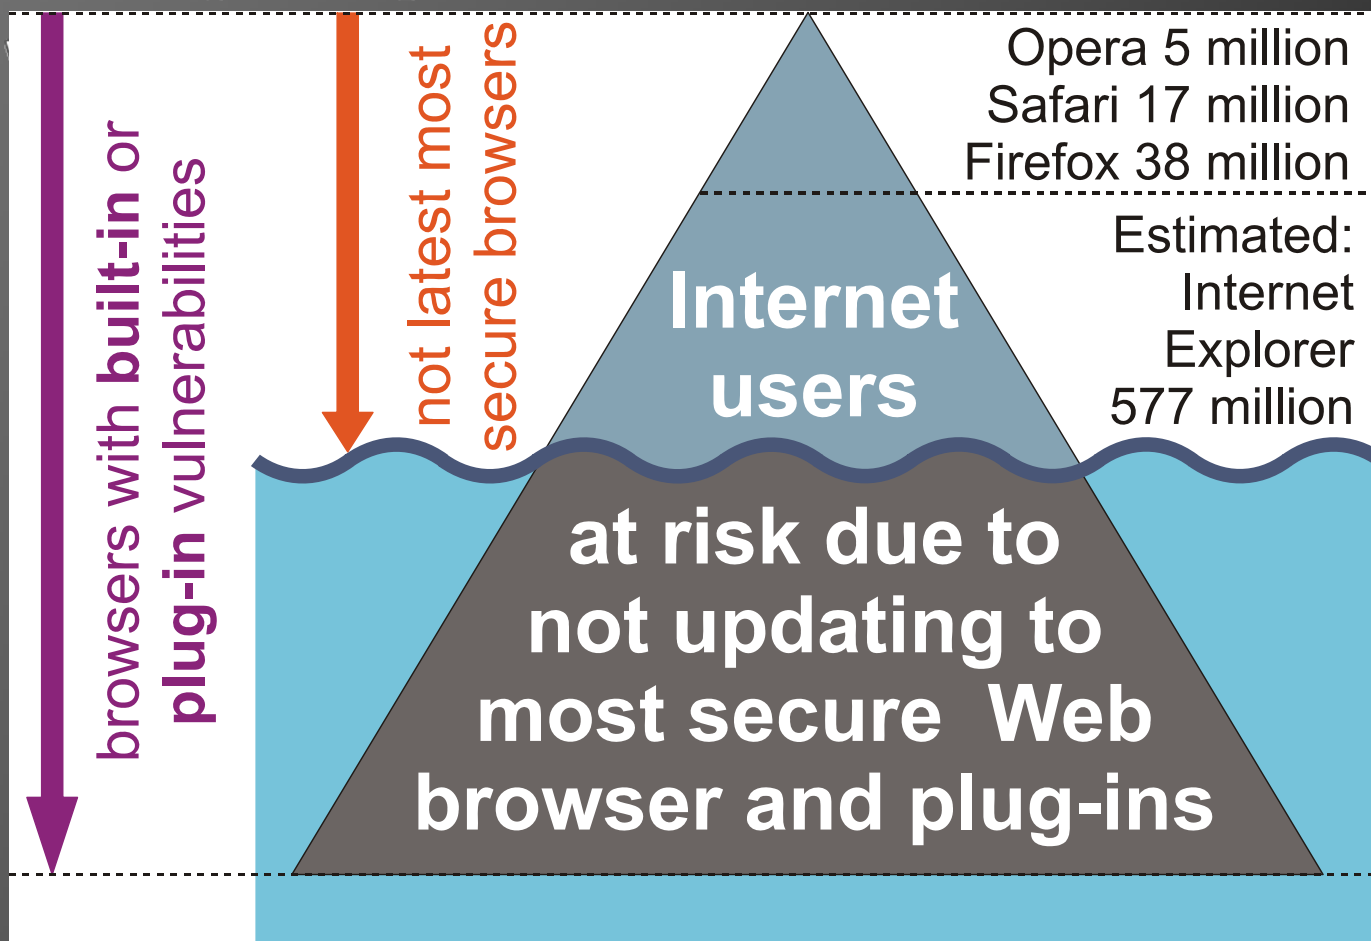 browsers with built-in or
plug-in vulnerabilities
not latest most
secure browsers
Opera 5 million
Safari 17 million
Firefox 38 million
Estimated:
Internet
Explorer
577 million
Internet
users
at risk due to
not updating to
most secure Web
browser and plug-ins